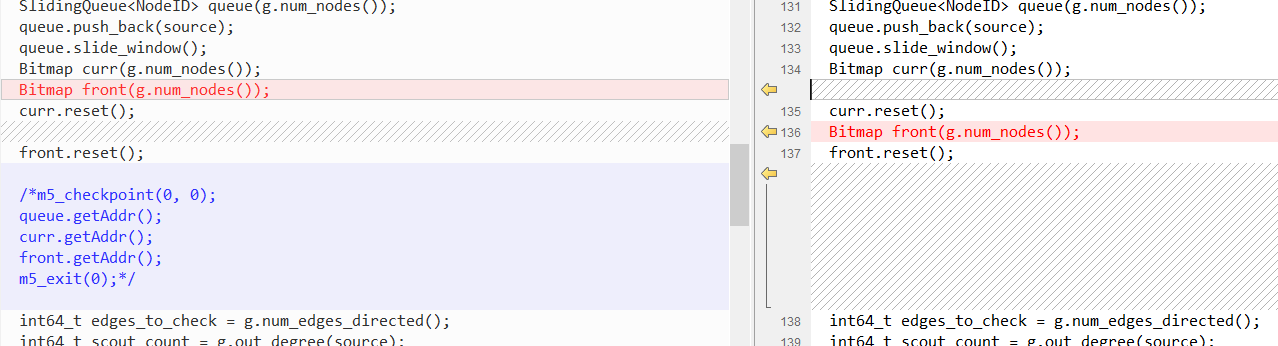 SlidingQueue<NodeID> queue(g.num_nodes());
queue.push_back(source);
queue.slide_window();
Bitmap curr(g.num_nodes());
Bitmap front(g.num_nodes());
curr.reset();
front.reset();
/*m5_checkpoint(0, 0);
queue.getAddr();
curr.getAddr();
front.getAddr();
m5_exit(0);*/
int64_t edges_to_check = g.num_edges_directed();
int64_t scout_count = g.out_degree(source);
131 SlidingQueue<NodeID> queue(g.num_nodes());
132 queue.push_back(source);
133 queue.slide_window();
134 Bitmap curr(g.num_nodes());
135 curr.reset();
136 Bitmap front(g.num_nodes());
137 front.reset();
138 int64_t edges_to_check = g.num_edges_directed();
139 int64_t scout_count = g.out_degree(source);